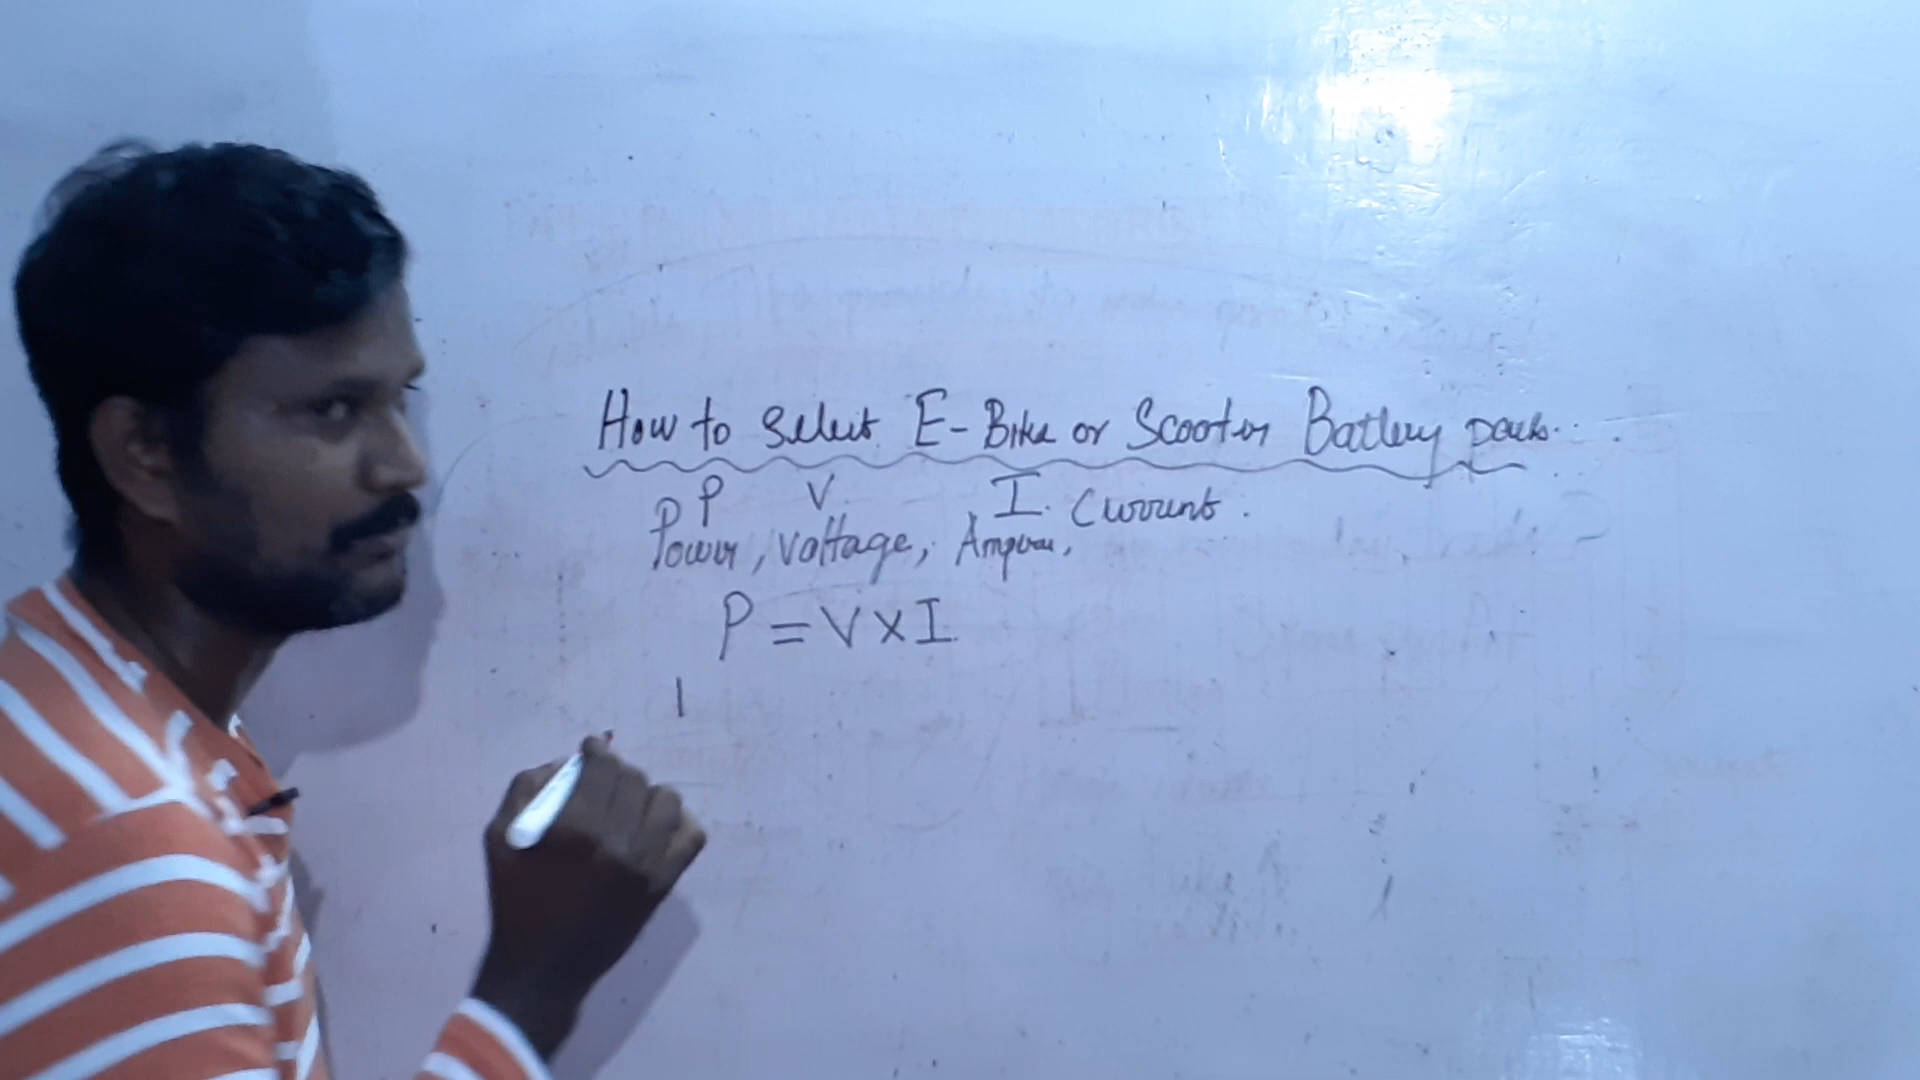 How to Select E-Bike or Scooter Battery pack...
P V. I. Current.
Power, Voltage, Ampere,
P = V X I
I